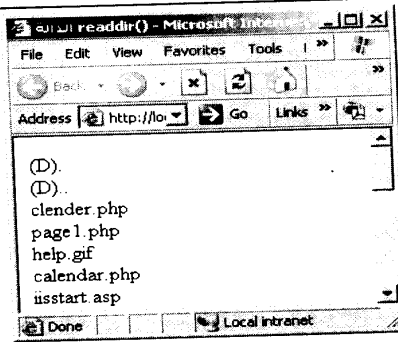 الدالة readdir() - Microsoft
File Edit View Favorites Tools »
Back »
Address http://lo Go Links »
(D).
(D)..
clender.php
page1.php
help.gif
calendar.php
iisstart.asp
Done Local intranet